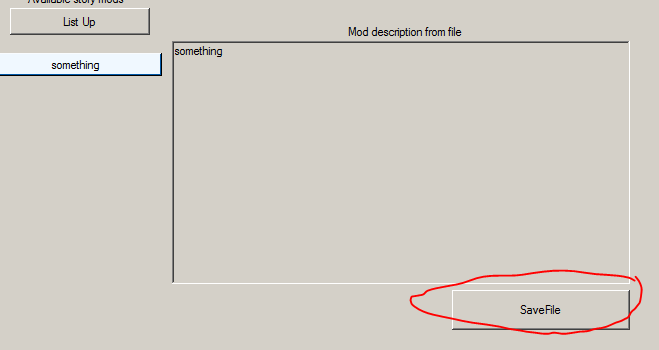 Available story mods
List Up
Mod description from file
something
something
SaveFile